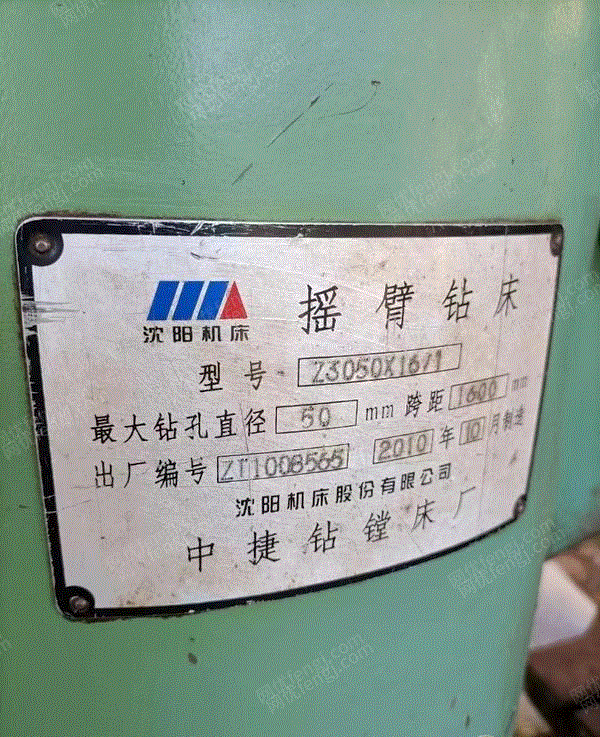 沈阳机床
摇臂钻床
型号 Z3050X16/1
最大钻孔直径 50 mm 跨距 1600 mm
出厂编号 ZT1008565 2010 年 10 月制造
沈阳机床股份有限公司
中捷钻镗床厂